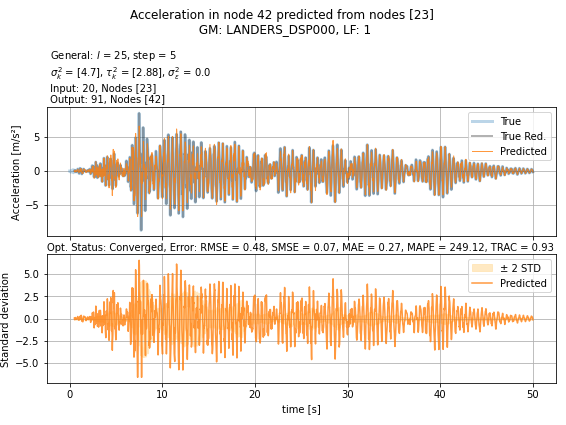 Acceleration in node 42 predicted from nodes [23]
GM: LANDERS_DSP000, LF: 1
General: l = 25, step = 5
σ²ₖ = [4.7], τ²ₖ = [2.88], σ²ₑ = 0.0
Input: 20, Nodes [23]
Output: 91, Nodes [42]
True
True Red.
Predicted
Acceleration [m/s²]
5
0
−5
Opt. Status: Converged, Error: RMSE = 0.48, SMSE = 0.07, MAE = 0.27, MAPE = 249.12, TRAC = 0.93
± 2 STD
Predicted
Standard deviation
5.0
2.5
0.0
−2.5
−5.0
0 10 20 30 40 50
time [s]